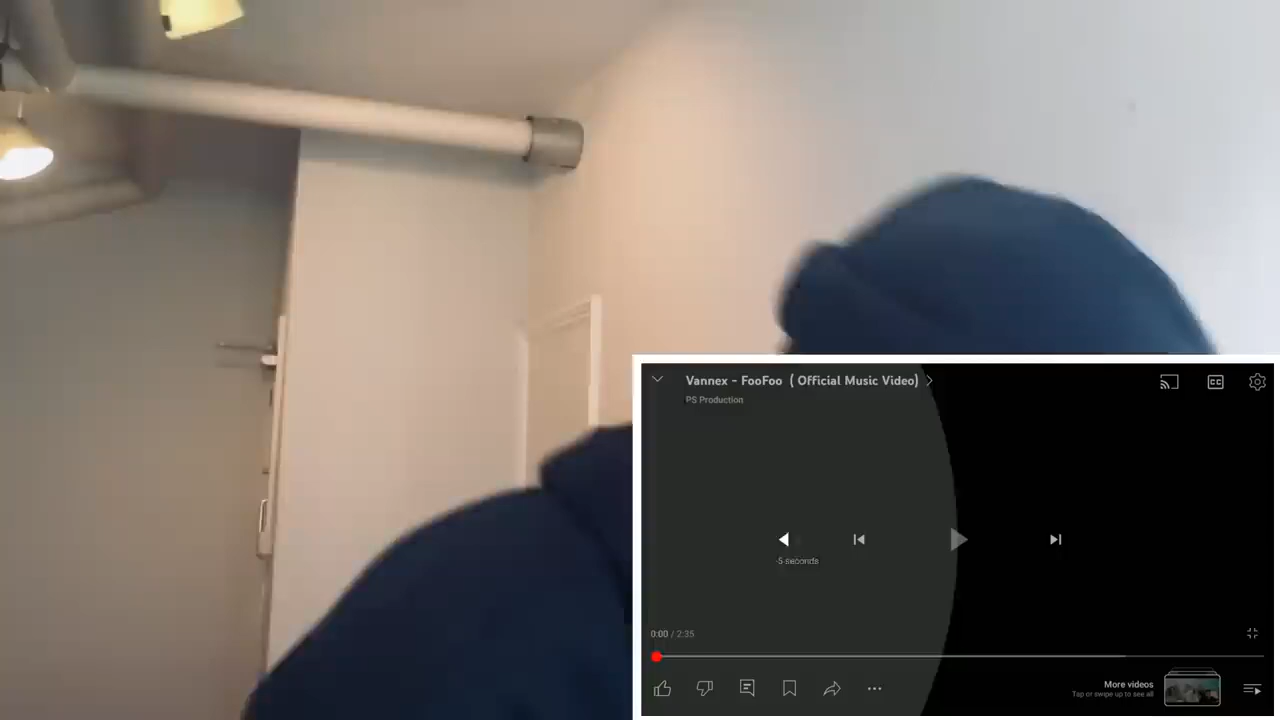 Vannex - FooFoo ( Official Music Video)
PS Production
CC
-5 seconds
0:00 / 2:35
More videos
Tap or swipe up to see all